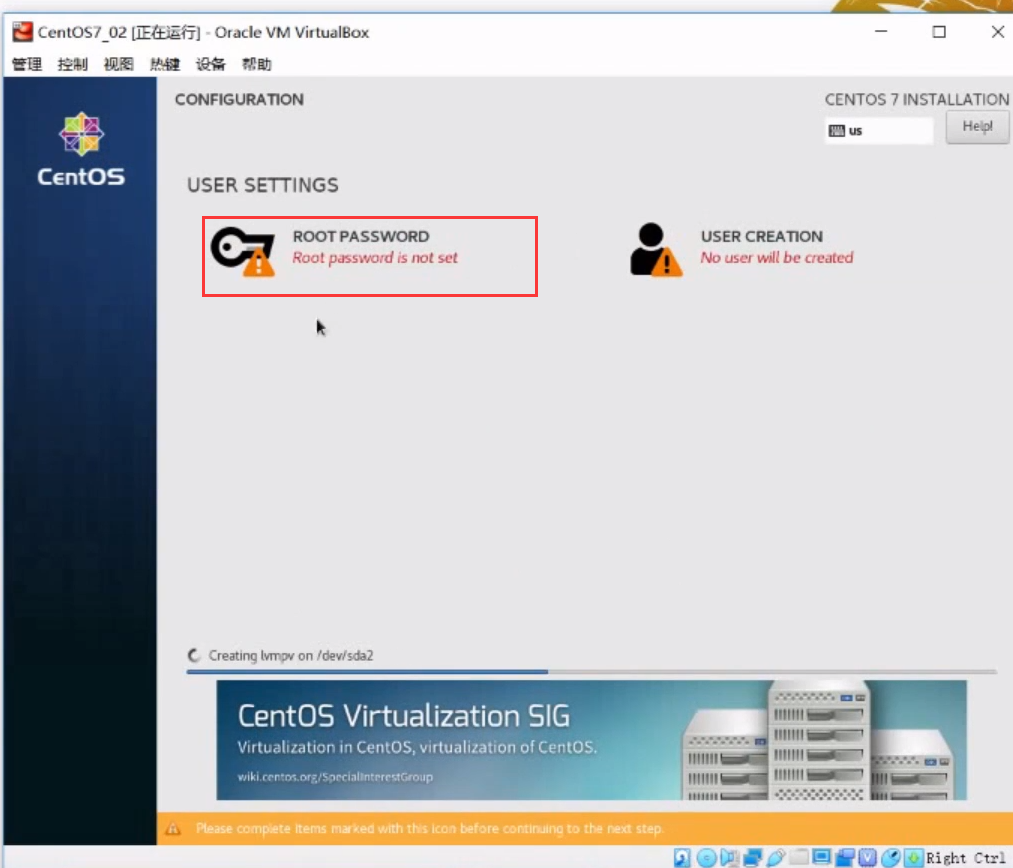 CentOS7_02 [正在运行] - Oracle VM VirtualBox
管理 控制 视图 热键 设备 帮助
CONFIGURATION
CENTOS 7 INSTALLATION
us
Help!
CentOS
USER SETTINGS
ROOT PASSWORD
Root password is not set
USER CREATION
No user will be created
Creating lvmpv on /dev/sda2
CentOS Virtualization SIG
Virtualization in CentOS, virtualization of CentOS.
wiki.centos.org/SpecialInterestGroup
Please complete items marked with this icon before continuing to the next step.
Right Ctrl